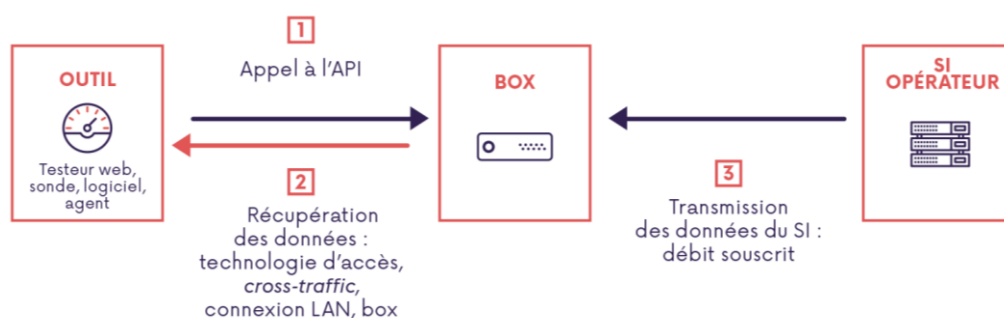 1
Appel à l'API
OUTIL
Testeur web,
sonde, logiciel,
agent
2
Récupération
des données :
technologie d'accès,
cross-traffic,
connexion LAN, box
BOX
3
Transmission
des données du SI :
débit souscrit
SI
OPÉRATEUR